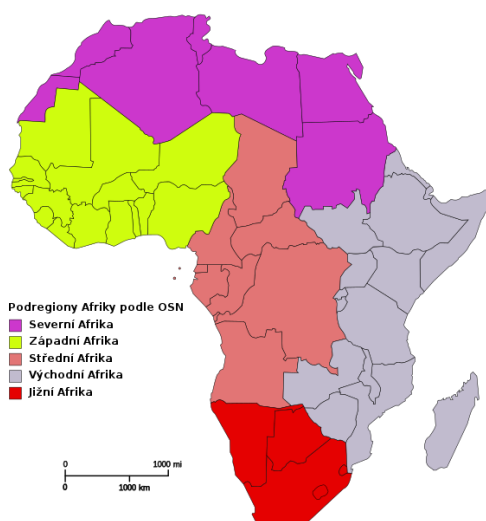 Podregiony Afriky podle OSN
Severní Afrika
Západní Afrika
Střední Afrika
Východní Afrika
Jižní Afrika
0 1000 mi
0 1000 km